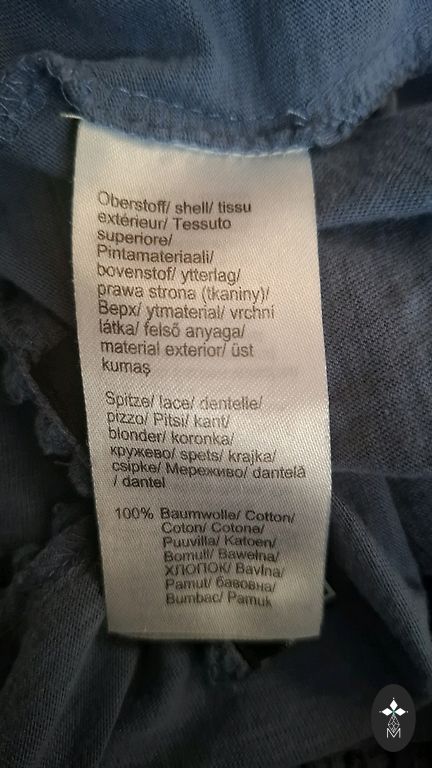 Oberstoff/ shell/ tissu
extérieur/ Tessuto
superiore/
Pintamateriaali/
bovenstof/ ytterlag/
prawa strona (tkaniny)/
Верх/ ytmaterial/ vrchní
látka/ felső anyaga/
material exterior/ üst
kumaş
Spitze/ lace/ dentelle/
pizzo/ Pitsi/ kant/
blonder/ koronka/
кружево/ spets/ krajka/
csipke/ Мереживо/ dantelă
/ dantel
100% Baumwolle/ Cotton/
Coton/ Cotone/
Puuvilla/ Katoen/
Bomull/ Bawełna/
ХЛОПОК/ Bavlna/
Pamut/ бавовна/
Bumbac/ Pamuk
M